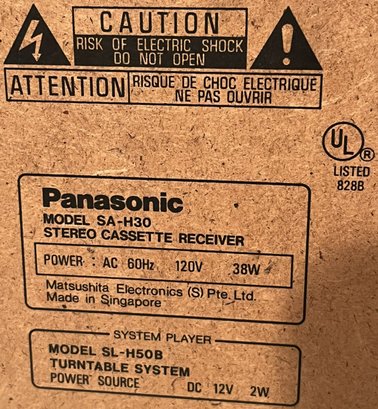 CAUTION
RISK OF ELECTRIC SHOCK
DO NOT OPEN
ATTENTION
RISQUE DE CHOC ELECTRIQUE
NE PAS OUVRIR
UL ®
LISTED
828B
Panasonic
MODEL SA-H30
STEREO CASSETTE RECEIVER
POWER : AC 60Hz 120V 38W
Matsushita Electronics (S) Pte. Ltd.
Made in Singapore
SYSTEM PLAYER
MODEL SL-H50B
TURNTABLE SYSTEM
POWER SOURCE DC 12V 2W